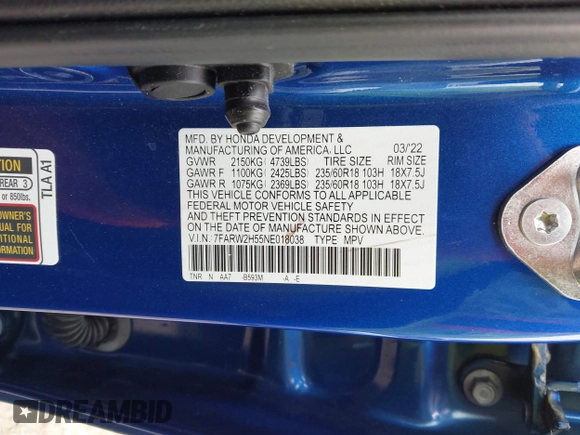 MFD. BY HONDA DEVELOPMENT &
MANUFACTURING OF AMERICA, LLC 03/'22
GVWR 2150KG( 4739LBS) TIRE SIZE RIM SIZE
GAWR F 1100KG( 2425LBS) 235/60R18 103H 18X7.5J
GAWR R 1075KG( 2369LBS) 235/60R18 103H 18X7.5J
THIS VEHICLE CONFORMS TO ALL APPLICABLE
FEDERAL MOTOR VEHICLE SAFETY
AND THEFT PREVENTION STANDARDS IN EFFECT
ON THE DATE OF MANUFACTURE SHOWN ABOVE.
V.I.N. 7FARW2H55NE018038 TYPE MPV
TNR N AA7 -B593M -A -E
TION
REAR 3
or 850lbs.
OWNER'S
UAL FOR
ATIONAL
RMATION
TLA A1
DREAMBID